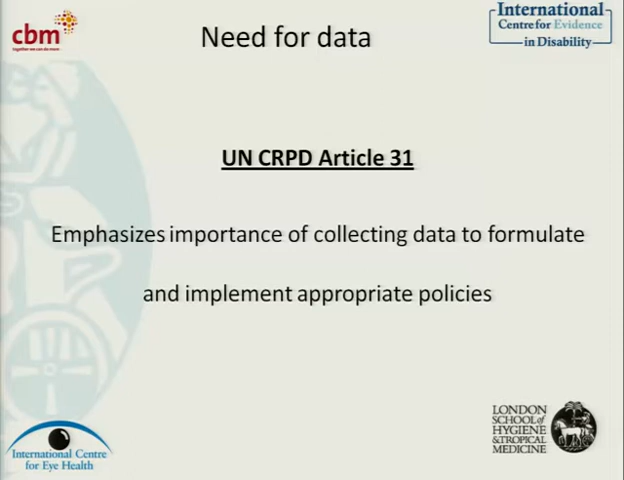 cbm
together we can do more
Need for data
International
Centre for Evidence
in Disability
UN CRPD Article 31
Emphasizes importance of collecting data to formulate
and implement appropriate policies
International Centre
for Eye Health
LONDON
SCHOOL of
HYGIENE
& TROPICAL
MEDICINE